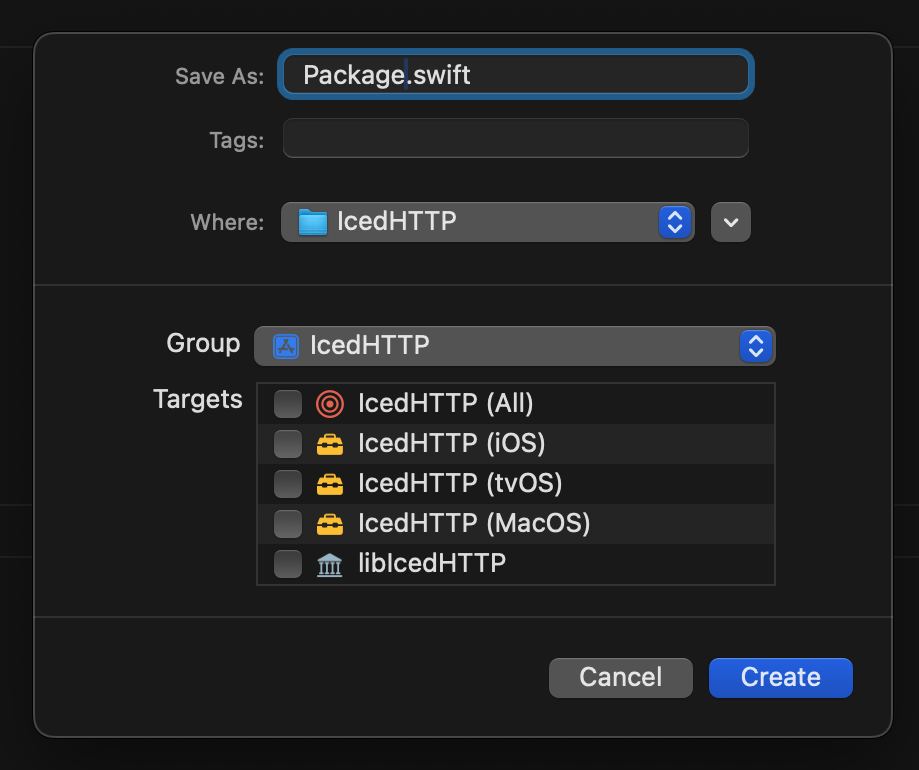 Save As: Package.swift
Tags:
Where: IcedHTTP
Group IcedHTTP
Targets IcedHTTP (All)
IcedHTTP (iOS)
IcedHTTP (tvOS)
IcedHTTP (MacOS)
libIcedHTTP
Cancel Create